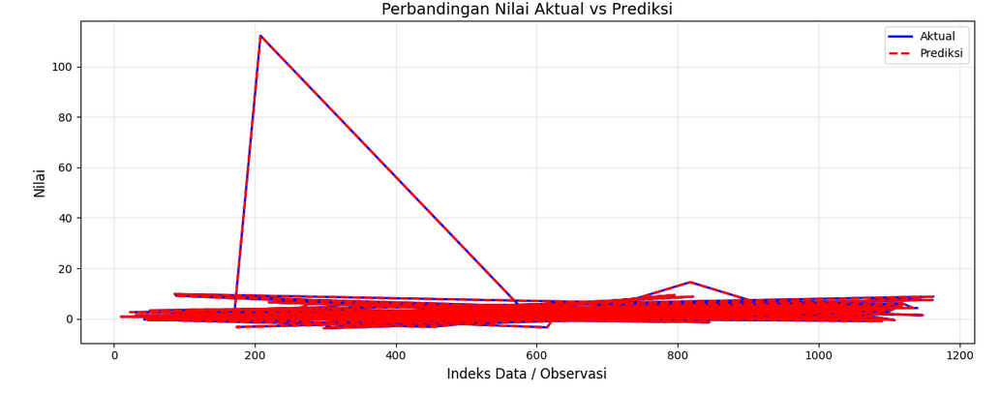 Perbandingan Nilai Aktual vs Prediksi
Aktual
Prediksi
Nilai
100
80
60
40
20
0
0 200 400 600 800 1000 1200
Indeks Data / Observasi